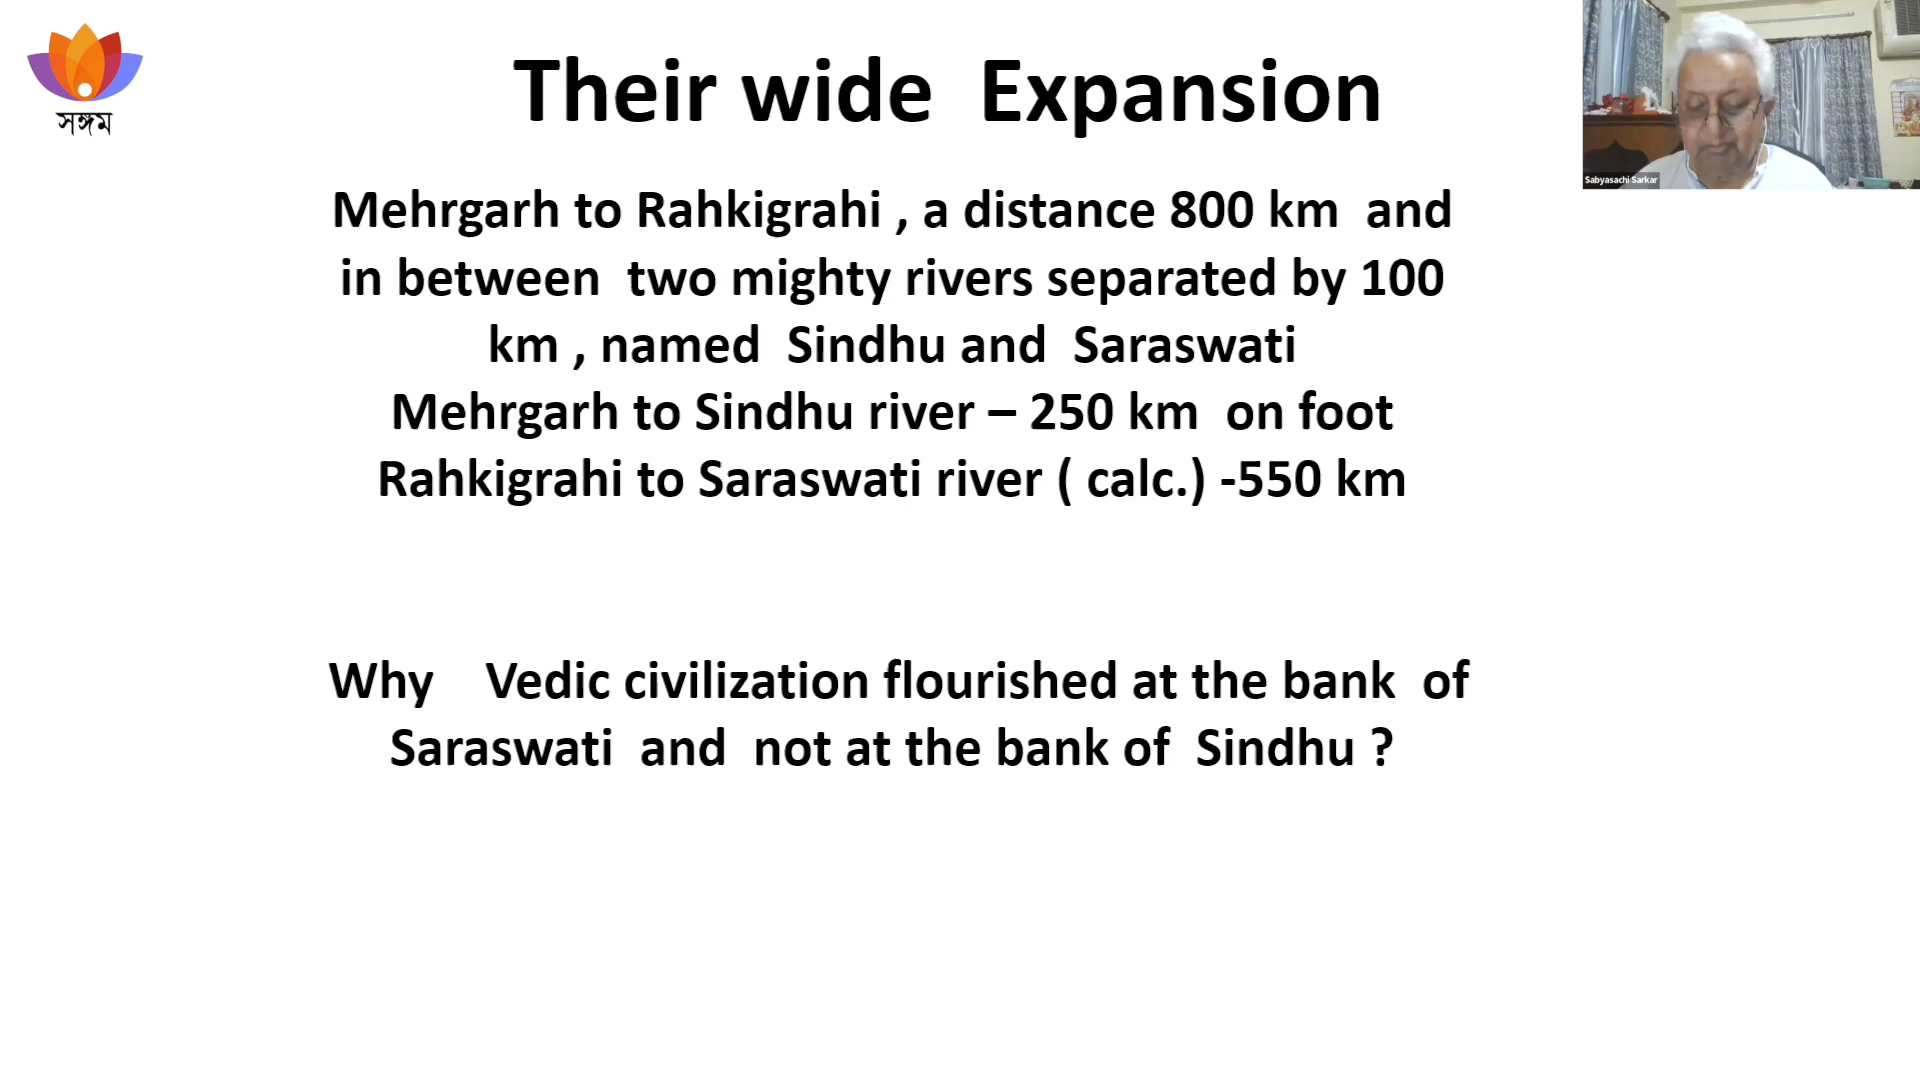 সঙ্গম
Their wide  Expansion
Sabyasachi Sarkar
Mehrgarh to Rahkigrahi , a distance 800 km  and
in between  two mighty rivers separated by 100
km , named  Sindhu and  Saraswati
Mehrgarh to Sindhu river – 250 km  on foot
Rahkigrahi to Saraswati river ( calc.) -550 km
Why    Vedic civilization flourished at the bank  of
Saraswati  and  not at the bank of  Sindhu ?